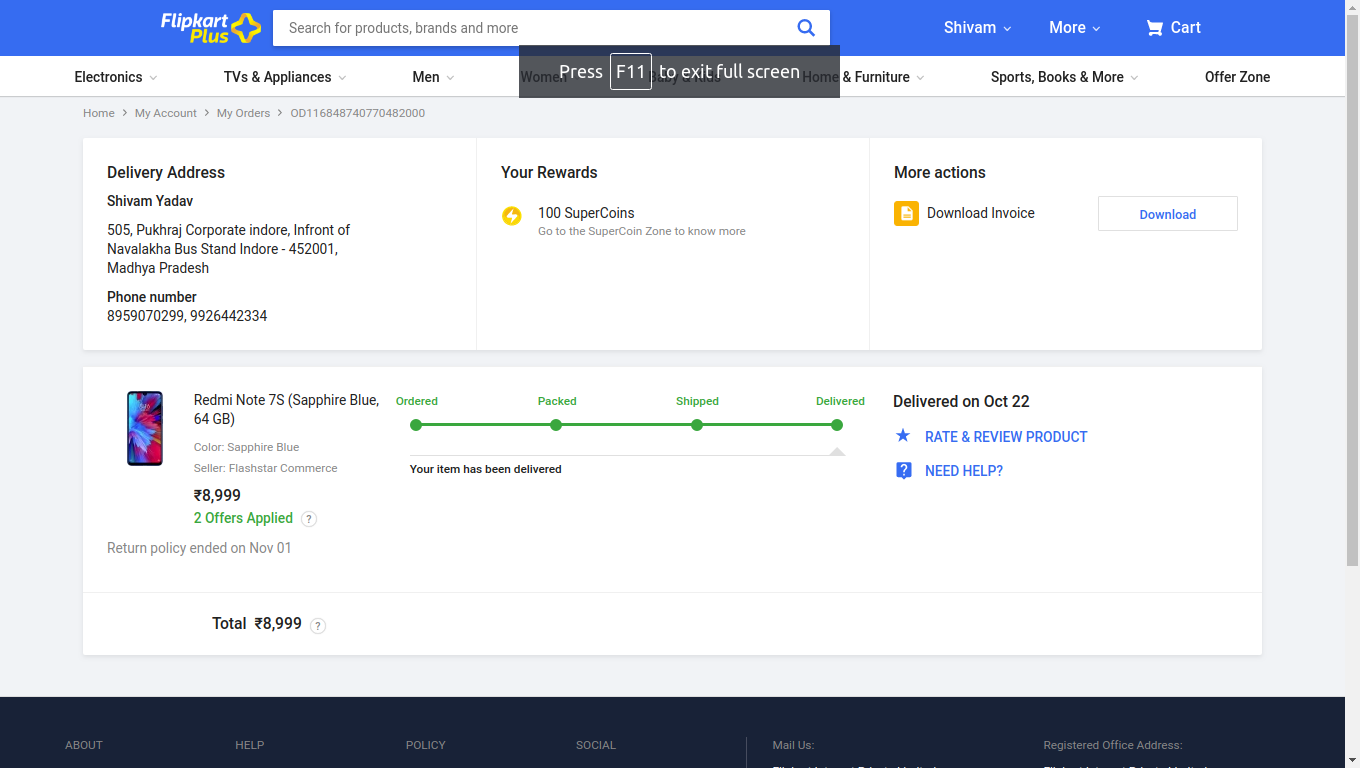 Flipkart
Plus
Search for products, brands and more
Shivam
More
Cart
Press F11 to exit full screen
Electronics
TVs & Appliances
Men
Women
Baby & Kids
Home & Furniture
Sports, Books & More
Offer Zone
Home > My Account > My Orders > OD116848740770482000
Delivery Address
Shivam Yadav
505, Pukhraj Corporate indore, Infront of
Navalakha Bus Stand Indore - 452001,
Madhya Pradesh
Phone number
8959070299, 9926442334
Your Rewards
100 SuperCoins
Go to the SuperCoin Zone to know more
More actions
Download Invoice
Download
Redmi Note 7S (Sapphire Blue,
64 GB)
Color: Sapphire Blue
Seller: Flashstar Commerce
₹8,999
2 Offers Applied ?
Return policy ended on Nov 01
Ordered
Packed
Shipped
Delivered
Your item has been delivered
Delivered on Oct 22
RATE & REVIEW PRODUCT
? NEED HELP?
Total ₹8,999 ?
ABOUT
HELP
POLICY
SOCIAL
Mail Us:
Registered Office Address: